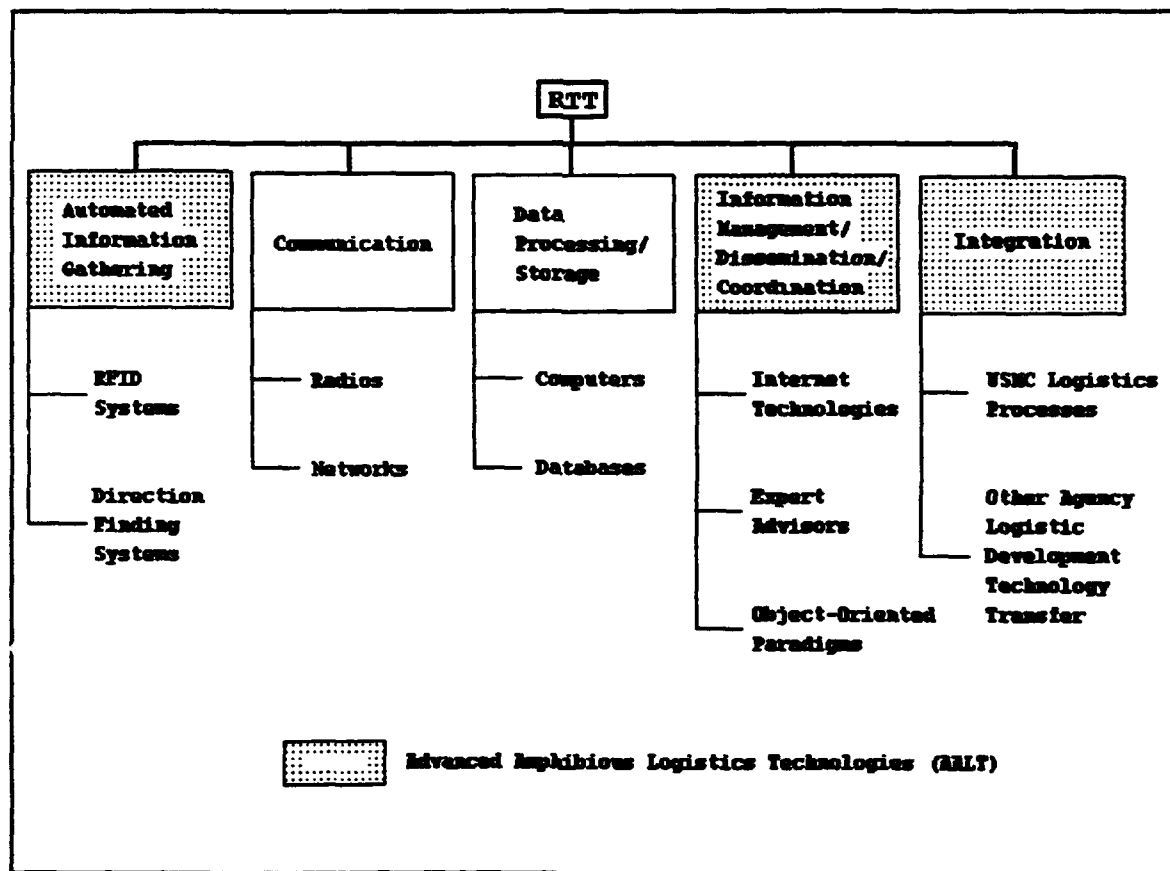 RTT
Automated
Information
Gathering
Communication
Data
Processing/
Storage
Information
Management/
Dissemination/
Coordination
Integration
RFID
Systems
Direction
Finding
Systems
Radios
Networks
Computers
Databases
Internet
Technologies
Expert
Advisors
Object-Oriented
Paradigms
USMC Logistics
Processes
Other Agency
Logistic
Development
Technology
Transfer
Advanced Amphibious Logistics Technologies (AALT)